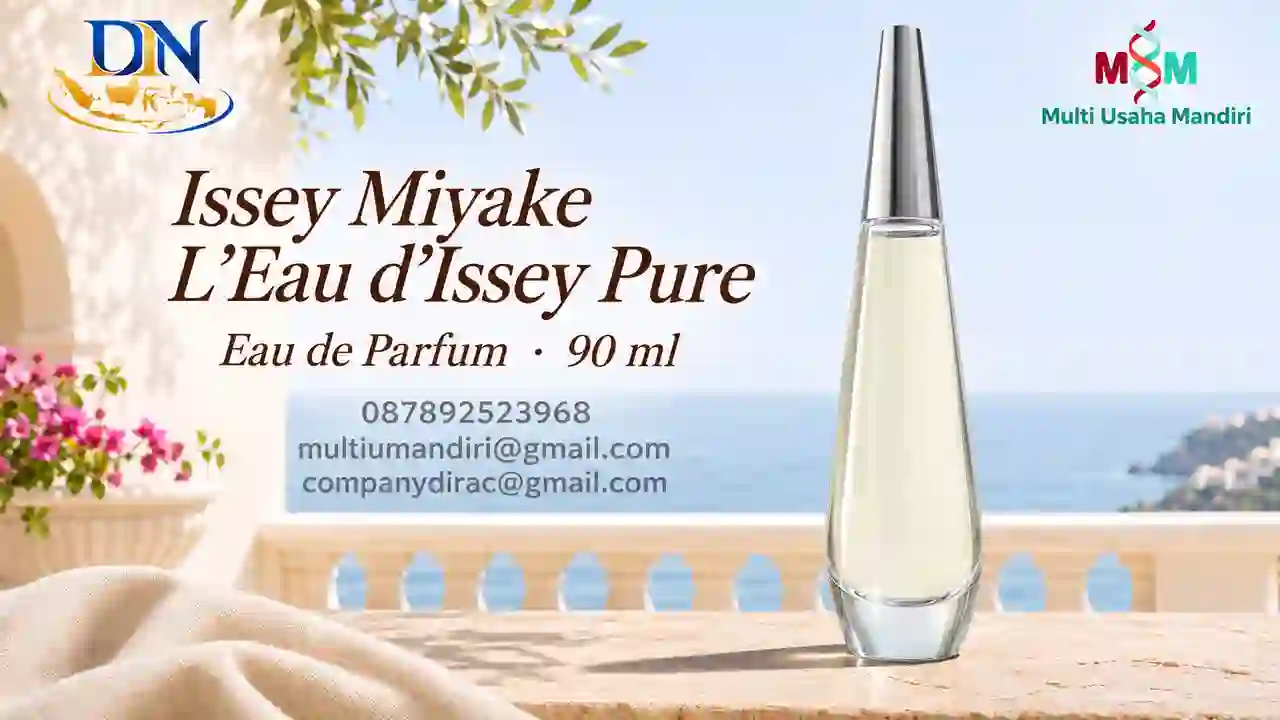 DN
MSM
Multi Usaha Mandiri
Issey Miyake
L'Eau d'Issey Pure
Eau de Parfum · 90 ml
087892523968
multiumandiri@gmail.com
companydirac@gmail.com